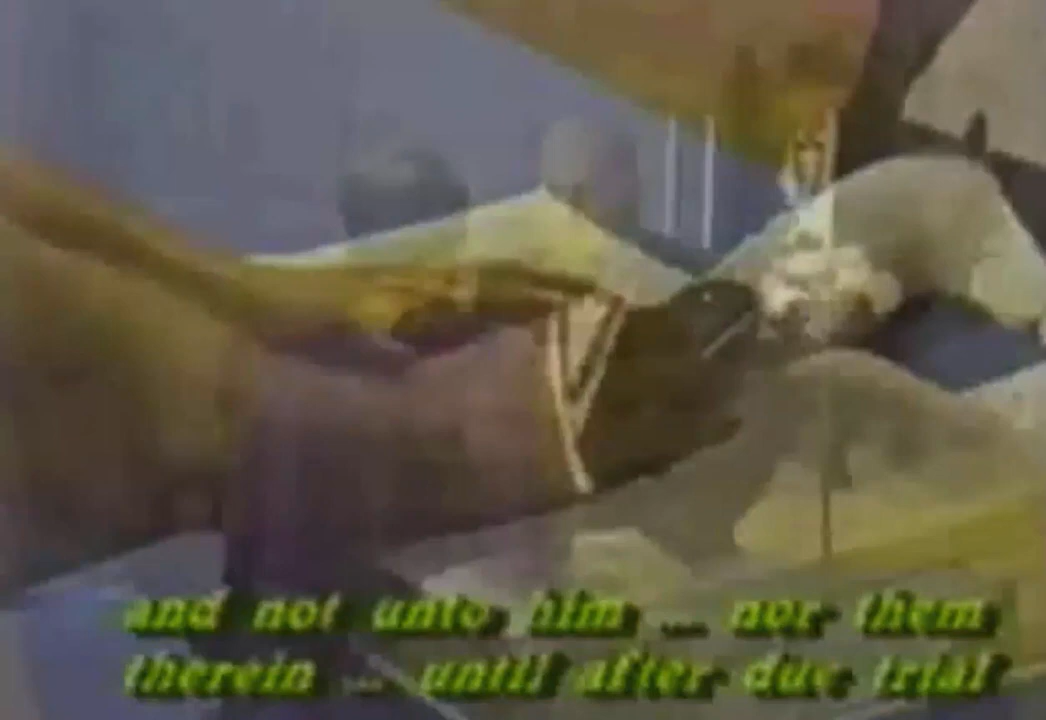 and not unto him ... nor them
therein ... until after due trial